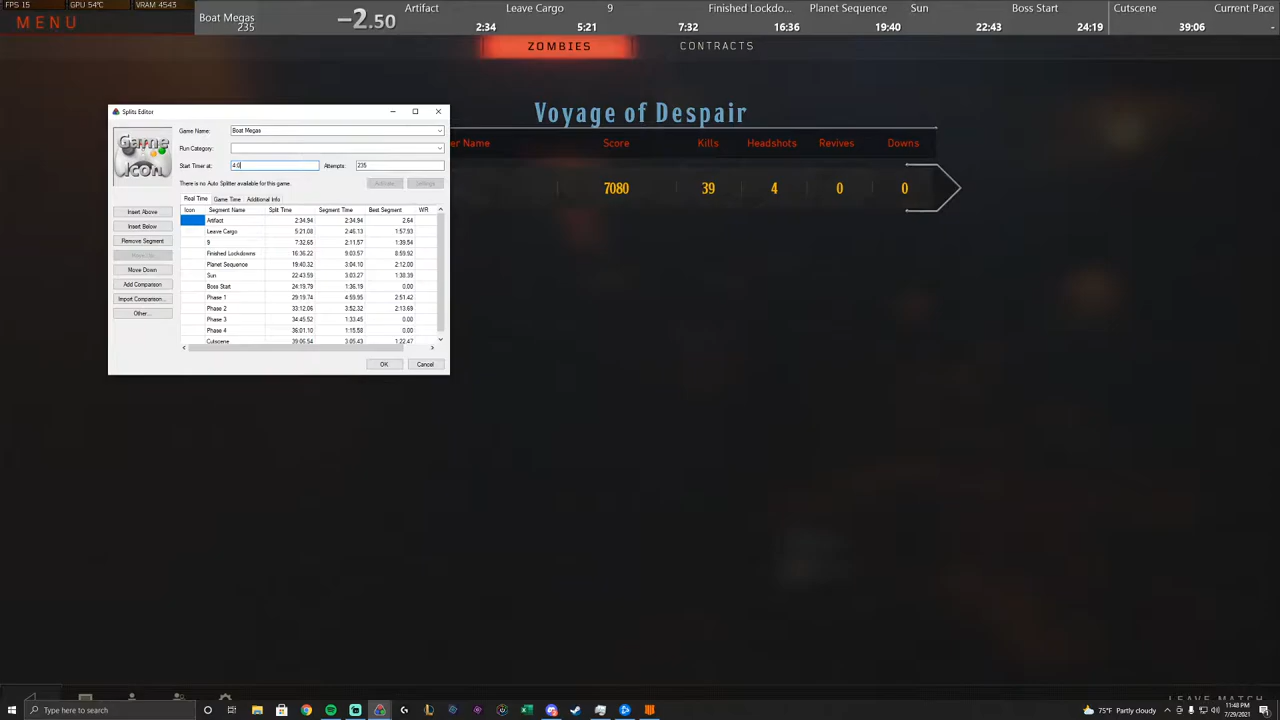 FPS 15 GPU 54°C VRAM 4543
MENU
Boat Megas
235
−2.50
Artifact Leave Cargo 9 Finished Lockdo... Planet Sequence Sun Boss Start Cutscene Current Pace
2:34 5:21 7:32 16:36 19:40 22:43 24:19 39:06 -
ZOMBIES CONTRACTS
Voyage of Despair
er Name Score Kills Headshots Revives Downs
7080 39 4 0 0
Splits Editor
Game Icon
Game Name: Boat Megas
Run Category:
Start Timer at: 4:0 Attempts: 235
There is no Auto Splitter available for this game.
Activate Settings
Real Time Game Time Additional Info
Icon Segment Name Split Time Segment Time Best Segment WR
Artifact 2:34.94 2:34.94 2.64
Leave Cargo 5:21.08 2:46.13 1:57.93
9 7:32.65 2:11.57 1:39.54
Finished Lockdowns 16:36.22 9:03.57 8:59.92
Planet Sequence 19:40.32 3:04.10 2:12.00
Sun 22:43.59 3:03.27 1:38.39
Boss Start 24:19.79 1:36.19 0.00
Phase 1 29:19.74 4:59.95 2:51.42
Phase 2 33:12.06 3:52.32 2:13.69
Phase 3 34:45.52 1:33.45 0.00
Phase 4 36:01.10 1:15.58 0.00
Cutscene 39:06.54 3:05.43 1:22.47
Insert Above
Insert Below
Remove Segment
Move Up
Move Down
Add Comparison
Import Comparison...
Other...
OK Cancel
LEAVE MATCH
Type here to search
75°F Partly cloudy
11:48 PM
7/29/2021